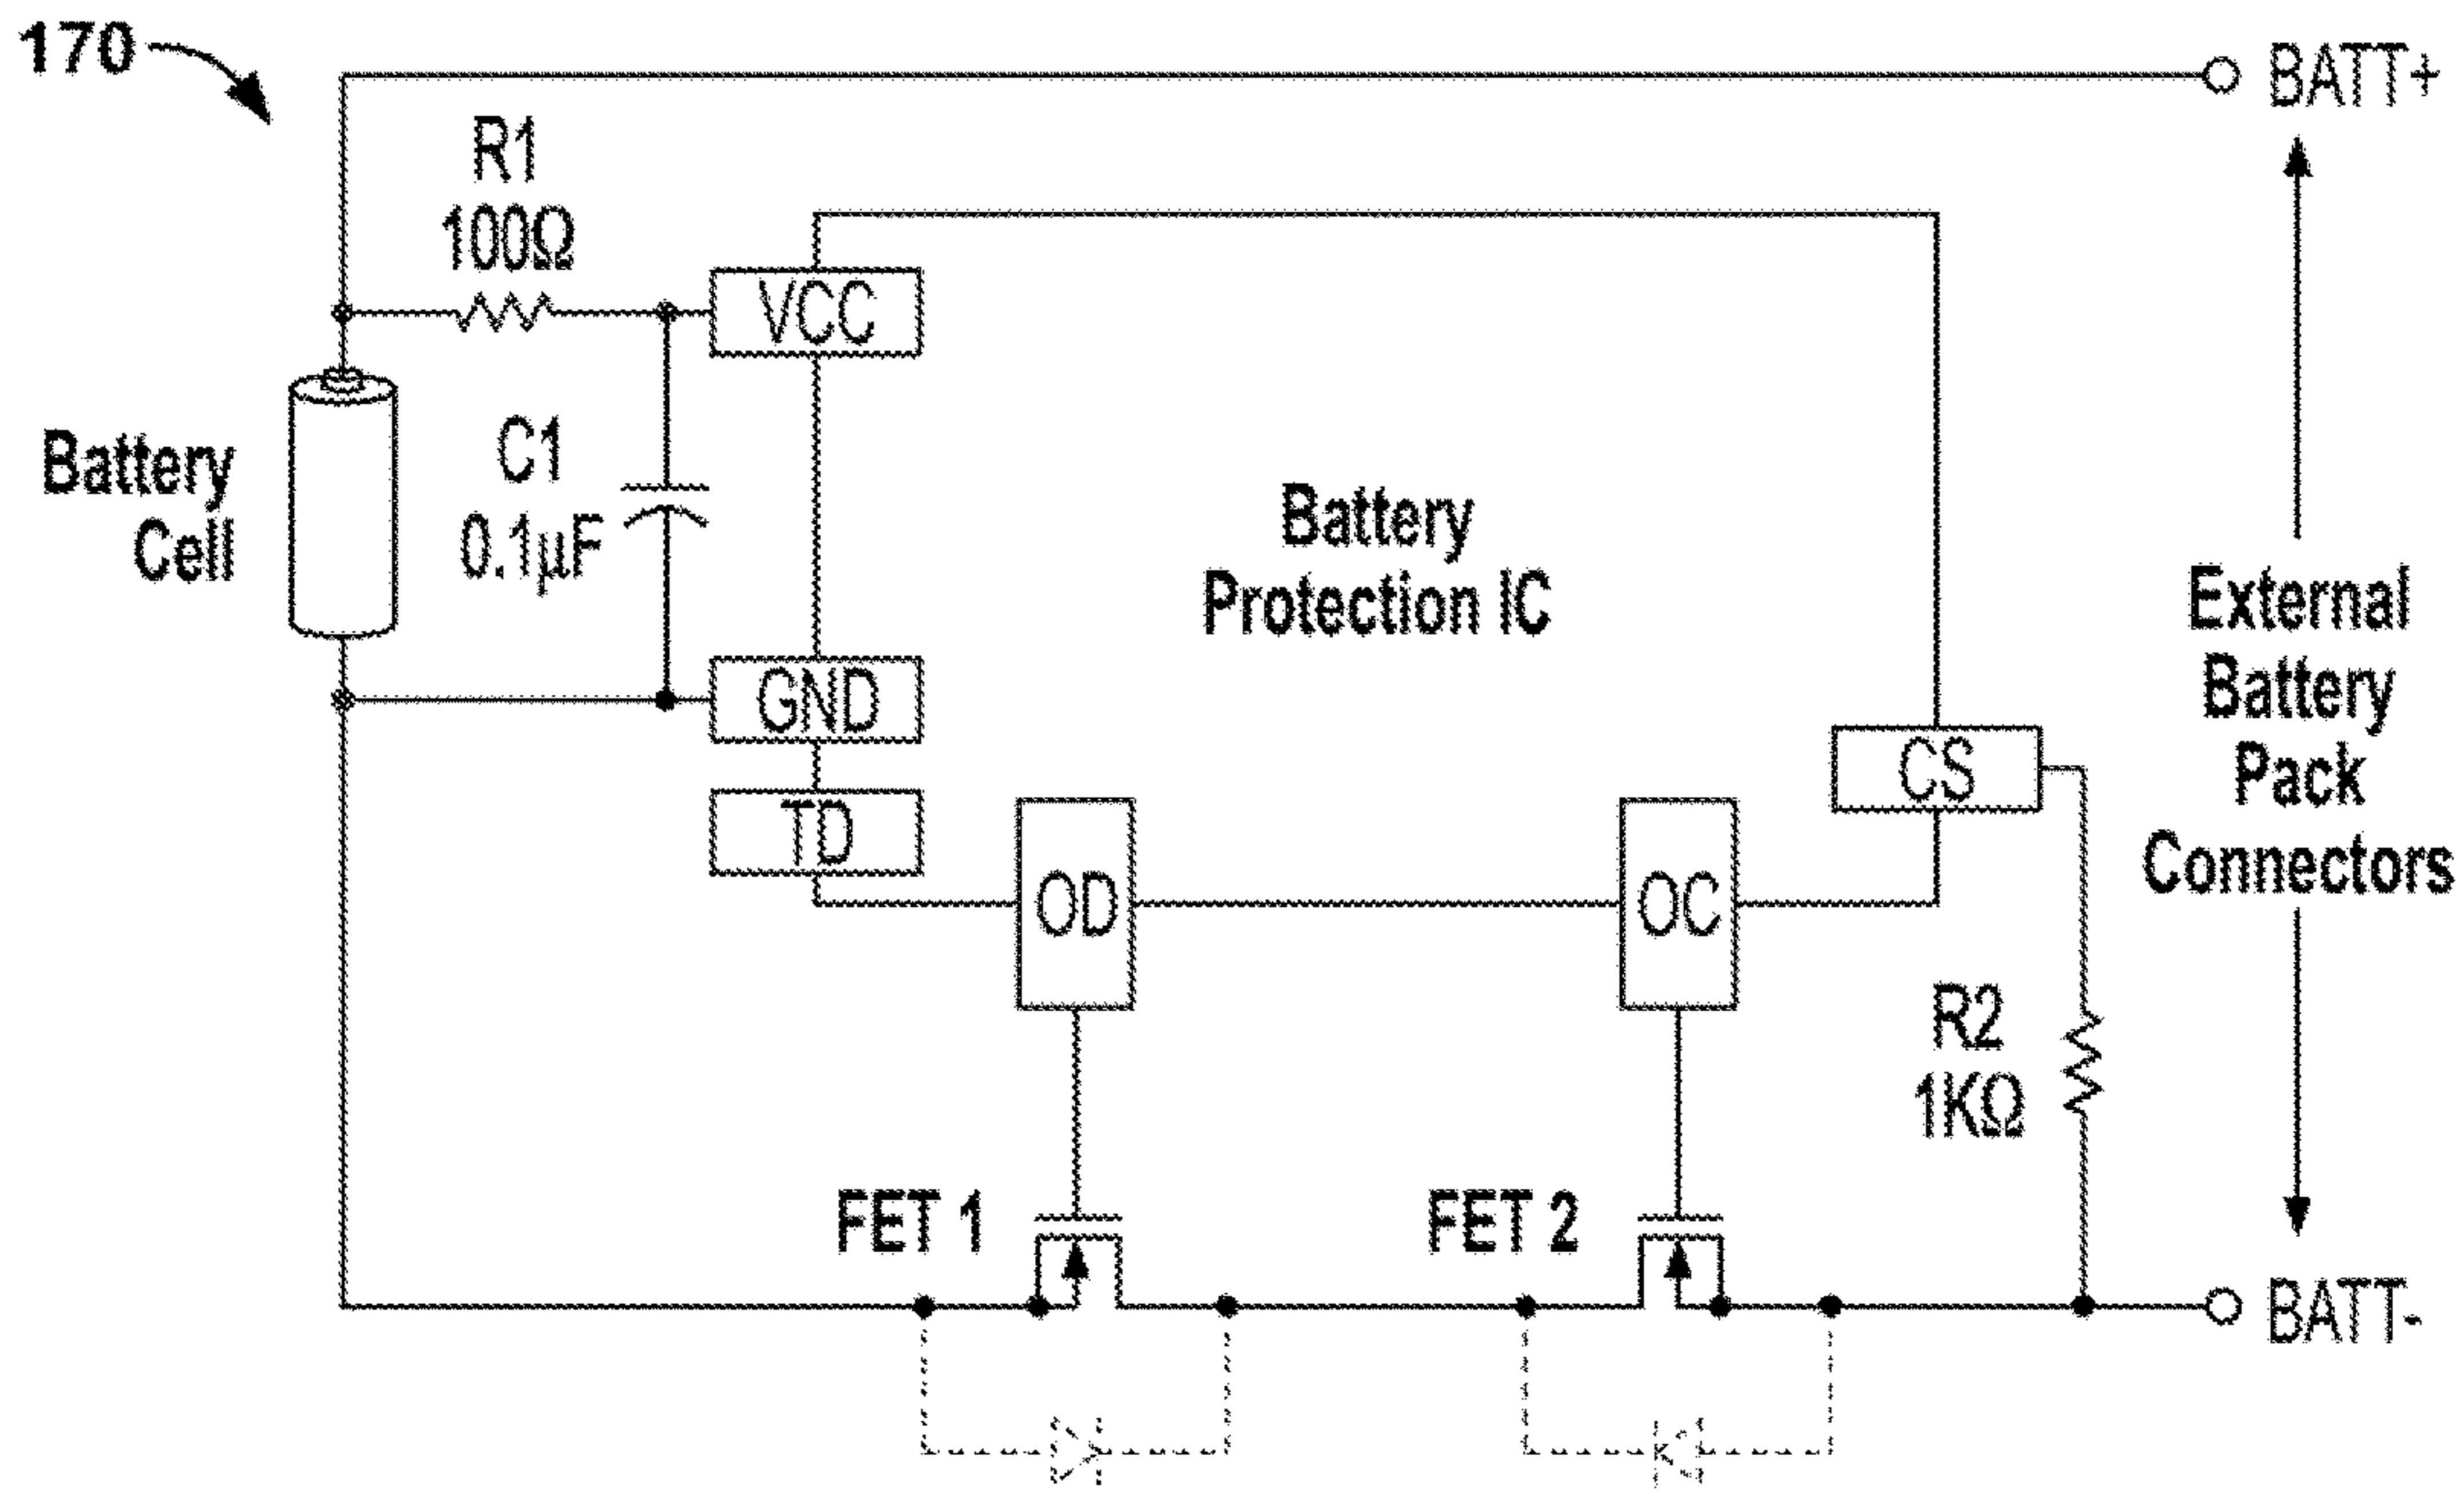 170
BATT+
R1
100Ω
VCC
Battery
Cell
C1
0.1µF
Battery
Protection IC
External
Battery
Pack
Connectors
GND
CS
TD
OD
OC
R2
1KΩ
FET 1
FET 2
BATT-